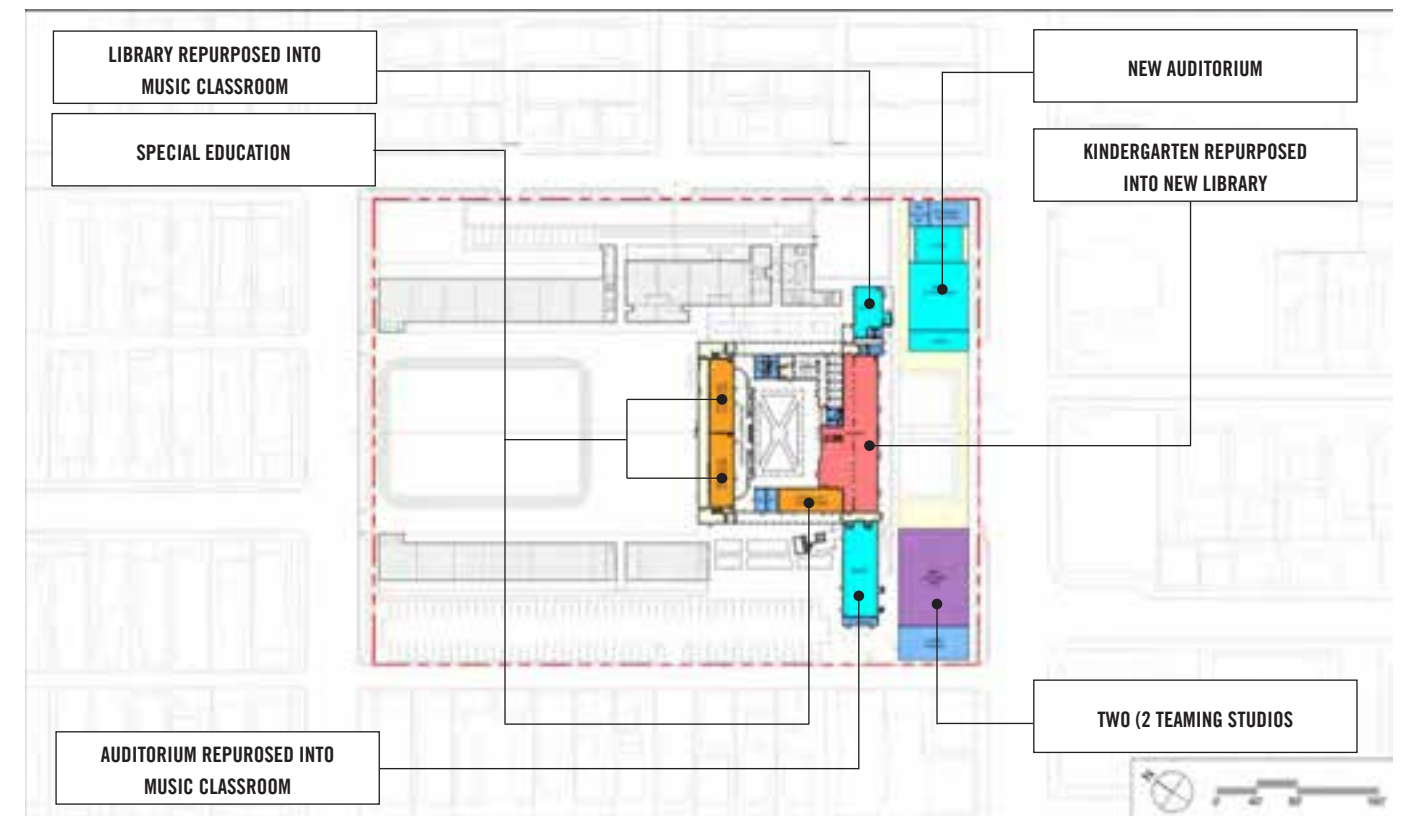 LIBRARY REPURPOSED INTO
MUSIC CLASSROOM
SPECIAL EDUCATION
AUDITORIUM REPUROSED INTO
MUSIC CLASSROOM
NEW AUDITORIUM
KINDERGARTEN REPURPOSED
INTO NEW LIBRARY
TWO (2 TEAMING STUDIOS
N
0